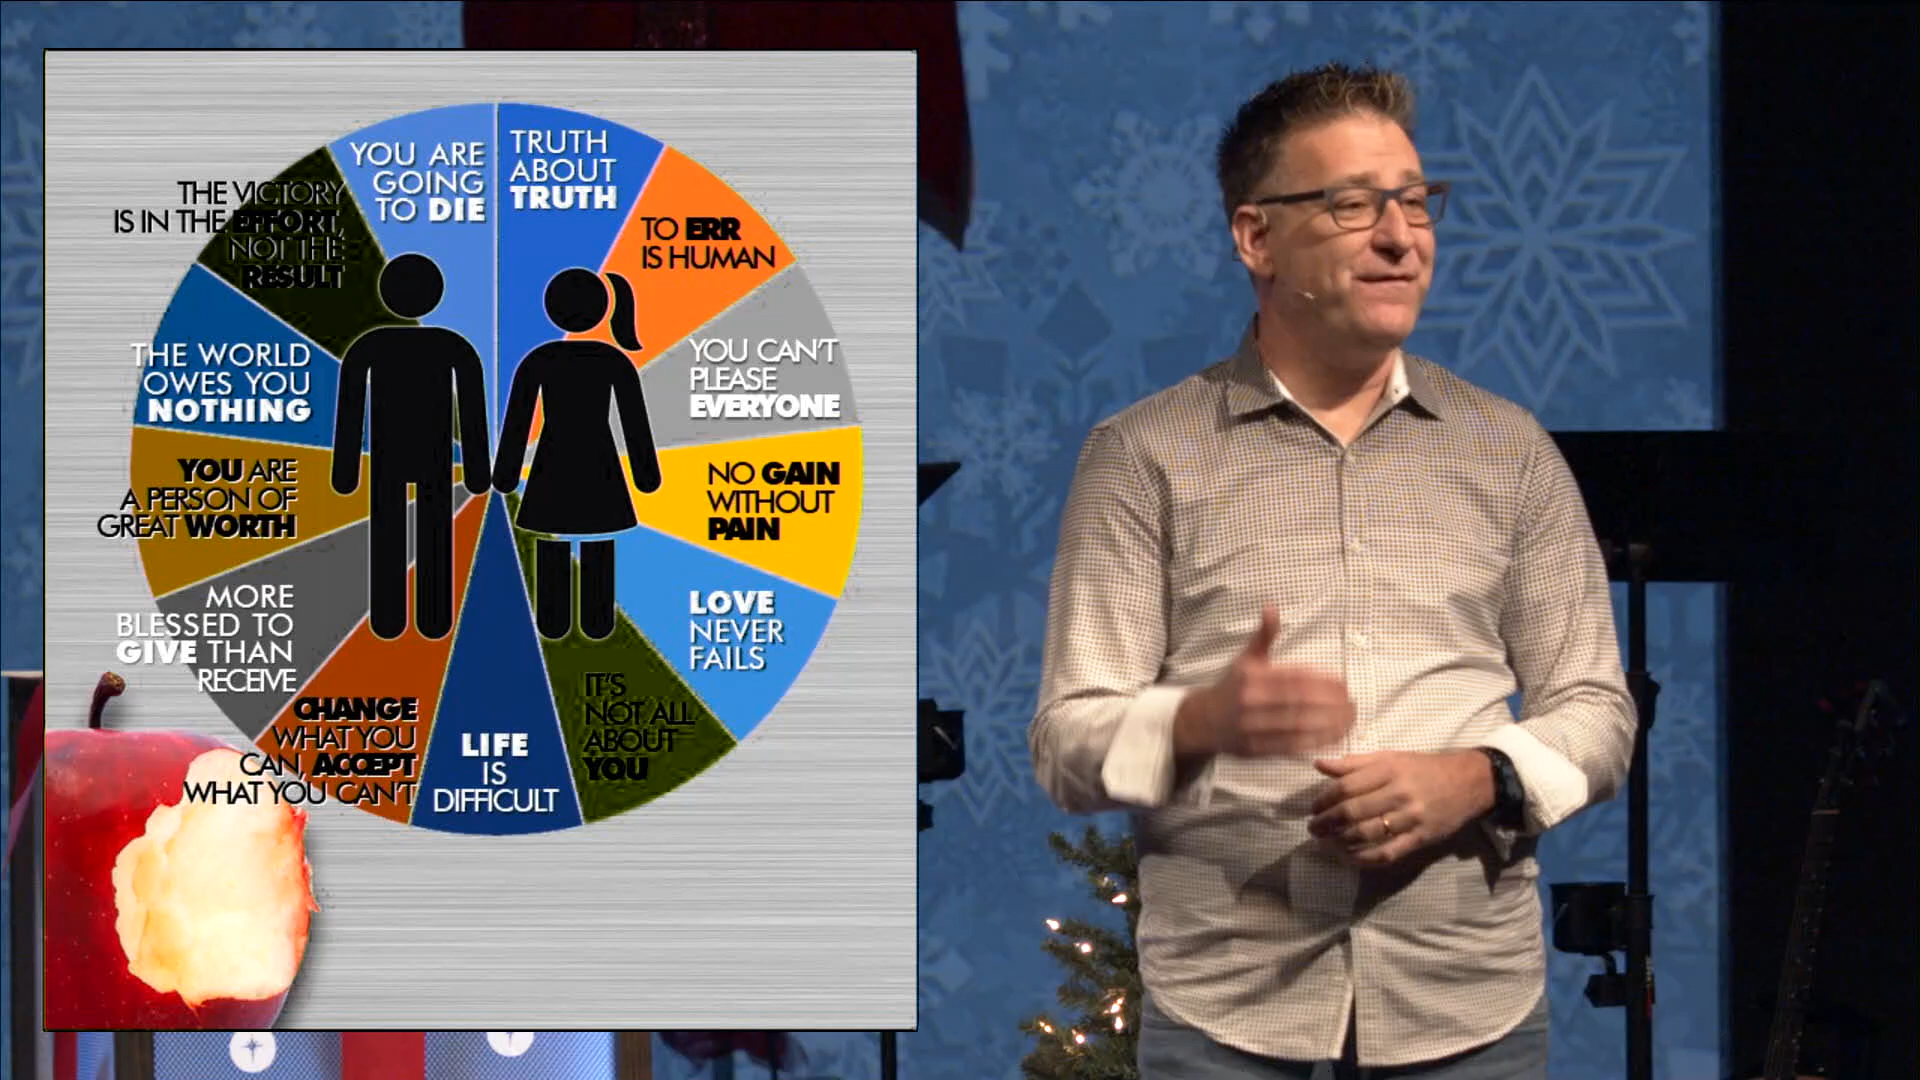 YOU ARE
GOING
TO DIE
TRUTH
ABOUT
TRUTH
TO ERR
IS HUMAN
YOU CAN'T
PLEASE
EVERYONE
NO GAIN
WITHOUT
PAIN
LOVE
NEVER
FAILS
IT'S
NOT ALL
ABOUT
YOU
LIFE
IS
DIFFICULT
CHANGE
WHAT YOU
CAN, ACCEPT
WHAT YOU CAN'T
MORE
BLESSED TO
GIVE THAN
RECEIVE
YOU ARE
A PERSON OF
GREAT WORTH
THE WORLD
OWES YOU
NOTHING
THE VICTORY
IS IN THE EFFORT,
NOT THE
RESULT